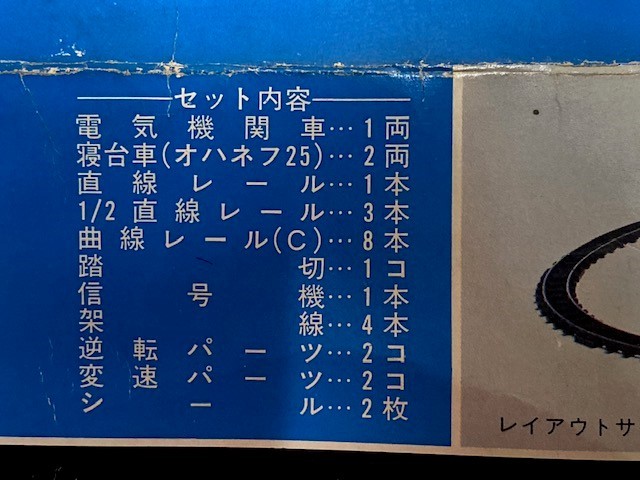 セット内容
電気機関車…1両
寝台車(オハネフ25)…2両
直線レール…1本
1/2直線レール…3本
曲線レール(C)…8本
踏切…1コ
信号機…1本
架線…4本
逆転パーツ…2コ
変速パーツ…2コ
シール…2枚
レイアウトサ